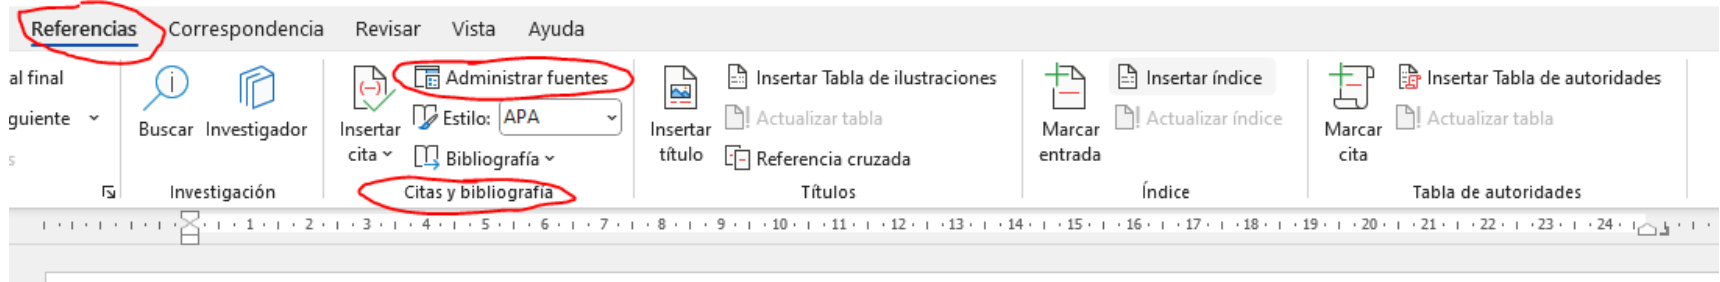 Referencias Correspondencia Revisar Vista Ayuda
al final
guiente
s
Buscar Investigador
Investigación
Insertar
cita
Administrar fuentes
Estilo: APA
Bibliografía
Citas y bibliografía
Insertar
título
Insertar Tabla de ilustraciones
Actualizar tabla
Referencia cruzada
Títulos
Marcar
entrada
Insertar índice
Actualizar índice
Índice
Marcar
cita
Insertar Tabla de autoridades
Actualizar tabla
Tabla de autoridades
1 2 3 4 5 6 7 8 9 10 11 12 13 14 15 16 17 18 19 20 21 22 23 24